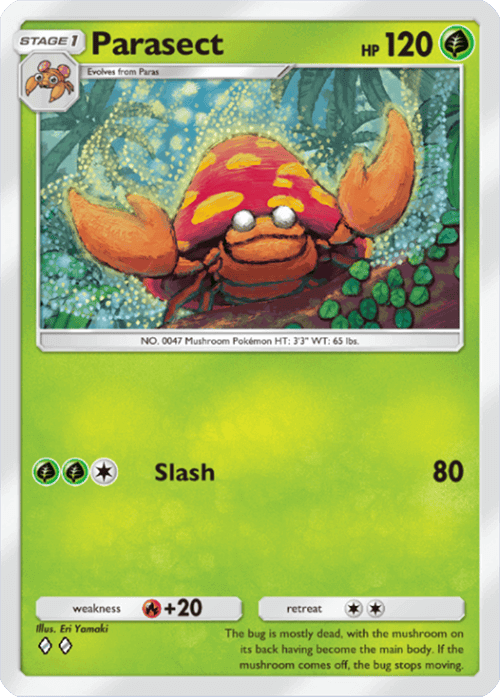 STAGE 1 Parasect HP 120
Evolves from Paras
NO. 0047 Mushroom Pokémon HT: 3'3" WT: 65 lbs.
Slash 80
weakness +20 retreat
Illus. Eri Yamaki
The bug is mostly dead, with the mushroom on
its back having become the main body. If the
mushroom comes off, the bug stops moving.